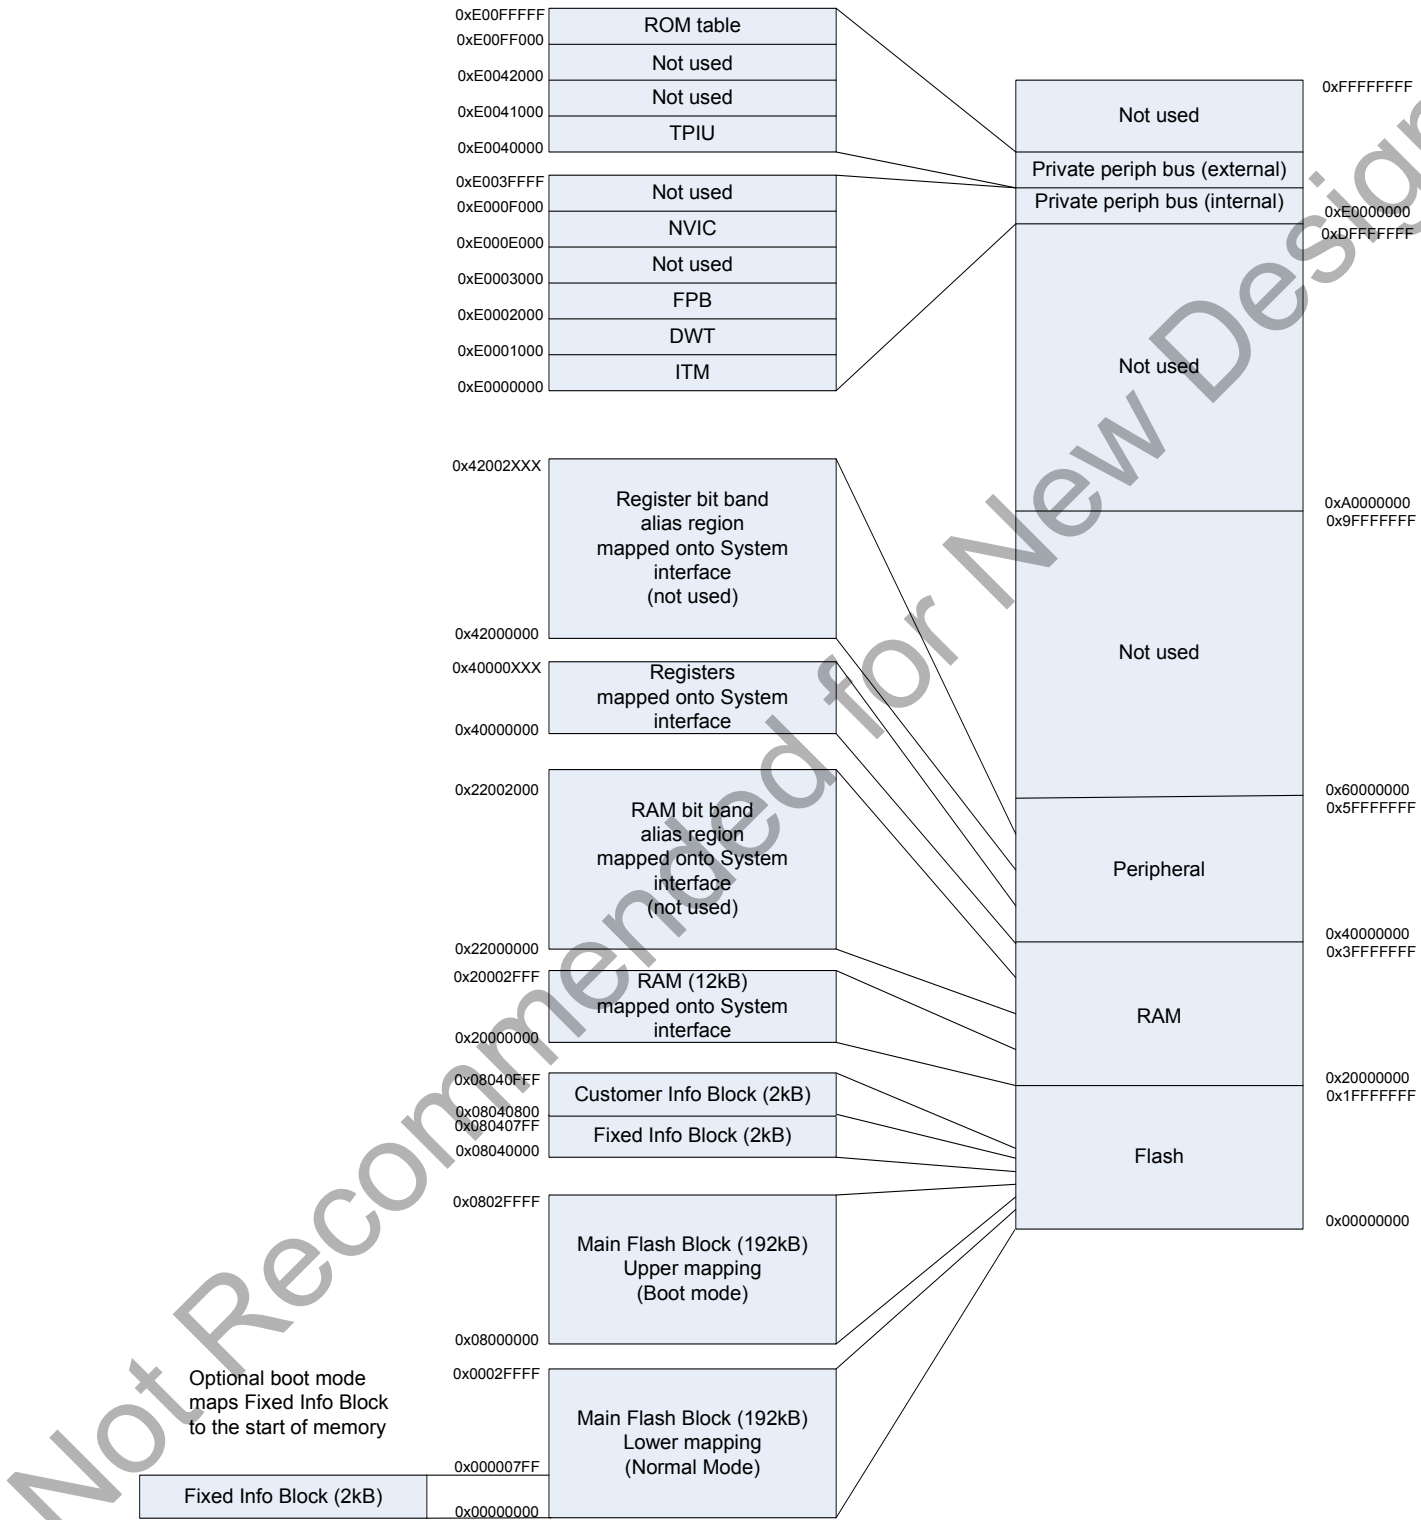 0xE00FFFFF
ROM table
0xE00FF000
Not used
0xE0042000
Not used
0xE0041000
TPIU
0xE0040000
0xE003FFFF
Not used
0xE000F000
NVIC
0xE000E000
Not used
0xE0003000
FPB
0xE0002000
DWT
0xE0001000
ITM
0xE0000000
0x42002XXX
Register bit band
alias region
mapped onto System
interface
(not used)
0x42000000
0x40000XXX
Registers
mapped onto System
interface
0x40000000
0x22002000
RAM bit band
alias region
mapped onto System
interface
(not used)
0x22000000
0x20002FFF
RAM (12kB)
mapped onto System
interface
0x20000000
0x08040FFF
Customer Info Block (2kB)
0x08040800
0x080407FF
Fixed Info Block (2kB)
0x08040000
0x0802FFFF
Main Flash Block (192kB)
Upper mapping
(Boot mode)
0x08000000
Optional boot mode
maps Fixed Info Block
to the start of memory
0x0002FFFF
Main Flash Block (192kB)
Lower mapping
(Normal Mode)
0x000007FF
Fixed Info Block (2kB)
0x00000000
0xFFFFFFFF
Not used
Private periph bus (external)
Private periph bus (internal)
0xE0000000
0xDFFFFFFF
Not used
0xA0000000
0x9FFFFFFF
Not used
0x60000000
0x5FFFFFFF
Peripheral
0x40000000
0x3FFFFFFF
RAM
0x20000000
0x1FFFFFFF
Flash
0x00000000
Not Recommended for New Design